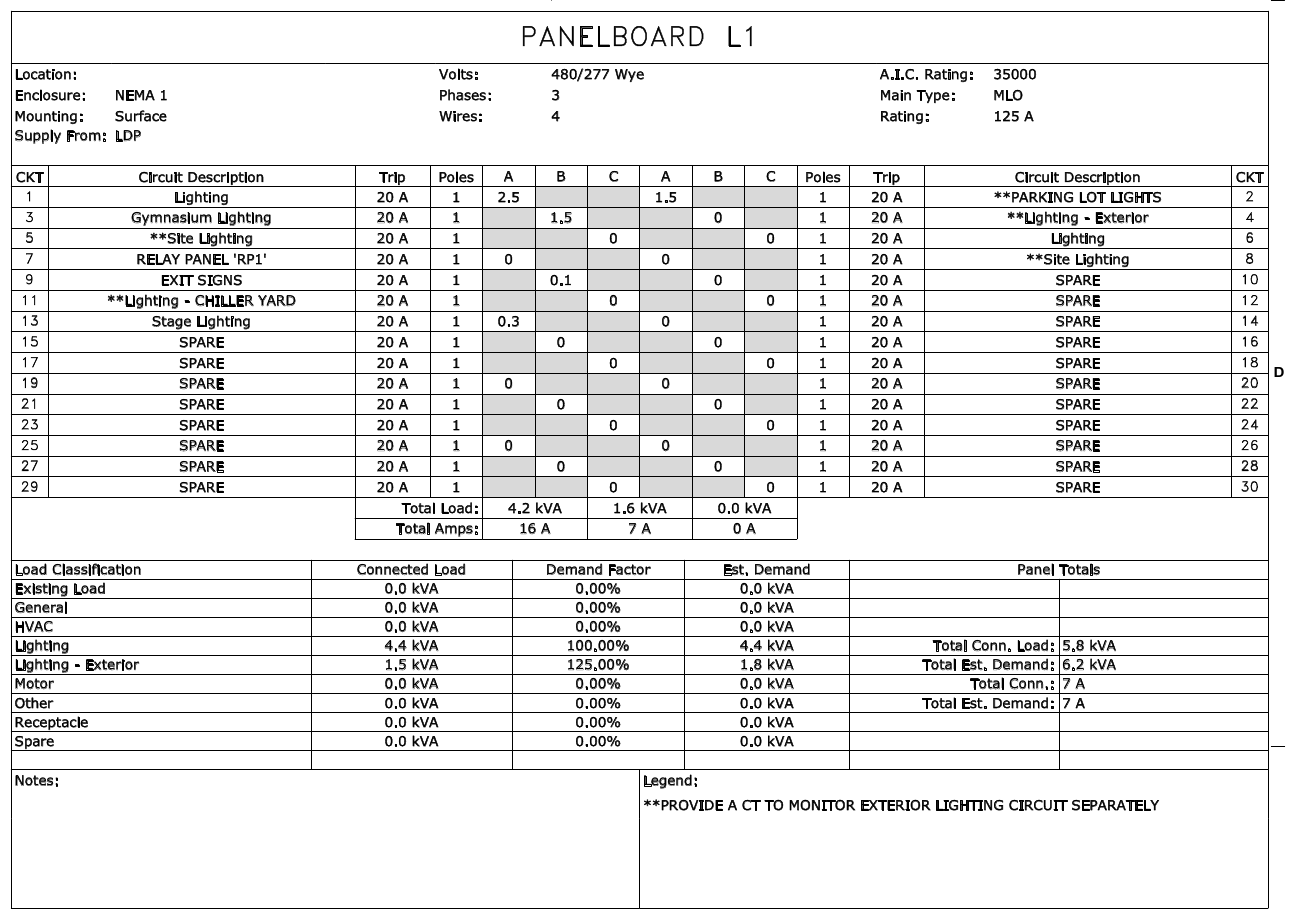 PANELBOARD L1
Location: Volts: 480/277 Wye A.I.C. Rating: 35000
Enclosure: NEMA 1 Phases: 3 Main Type: MLO
Mounting: Surface Wires: 4 Rating: 125 A
Supply From: LDP
CKT Circuit Description Trip Poles A B C A B C Poles Trip Circuit Description CKT
1 Lighting 20 A 1 2.5 1.5 1 20 A **PARKING LOT LIGHTS 2
3 Gymnasium Lighting 20 A 1 1.5 0 1 20 A **Lighting - Exterior 4
5 **Site Lighting 20 A 1 0 0 1 20 A Lighting 6
7 RELAY PANEL 'RP1' 20 A 1 0 0 1 20 A **Site Lighting 8
9 EXIT SIGNS 20 A 1 0.1 0 1 20 A SPARE 10
11 **Lighting - CHILLER YARD 20 A 1 0 0 1 20 A SPARE 12
13 Stage Lighting 20 A 1 0.3 0 1 20 A SPARE 14
15 SPARE 20 A 1 0 0 1 20 A SPARE 16
17 SPARE 20 A 1 0 0 1 20 A SPARE 18
19 SPARE 20 A 1 0 0 1 20 A SPARE 20
21 SPARE 20 A 1 0 0 1 20 A SPARE 22
23 SPARE 20 A 1 0 0 1 20 A SPARE 24
25 SPARE 20 A 1 0 0 1 20 A SPARE 26
27 SPARE 20 A 1 0 0 1 20 A SPARE 28
29 SPARE 20 A 1 0 0 1 20 A SPARE 30
Total Load: 4.2 kVA 1.6 kVA 0.0 kVA
Total Amps: 16 A 7 A 0 A
Load Classification Connected Load Demand Factor Est. Demand Panel Totals
Existing Load 0.0 kVA 0.00% 0.0 kVA
General 0.0 kVA 0.00% 0.0 kVA
HVAC 0.0 kVA 0.00% 0.0 kVA
Lighting 4.4 kVA 100.00% 4.4 kVA Total Conn. Load: 5.8 kVA
Lighting - Exterior 1.5 kVA 125.00% 1.8 kVA Total Est. Demand: 6.2 kVA
Motor 0.0 kVA 0.00% 0.0 kVA Total Conn.: 7 A
Other 0.0 kVA 0.00% 0.0 kVA Total Est. Demand: 7 A
Receptacle 0.0 kVA 0.00% 0.0 kVA
Spare 0.0 kVA 0.00% 0.0 kVA
Notes: Legend:
**PROVIDE A CT TO MONITOR EXTERIOR LIGHTING CIRCUIT SEPARATELY
D